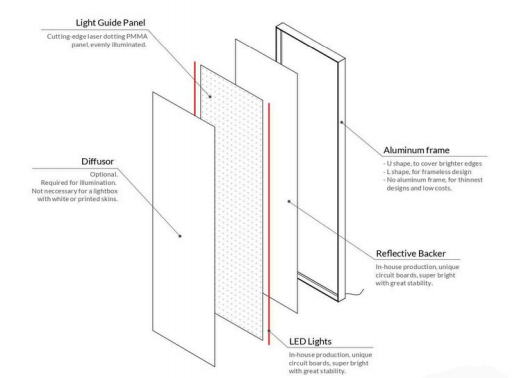 Light Guide Panel
Cutting-edge laser dotting PMMA
panel, evenly illuminated.
Diffusor
Optional.
Required for illumination.
Not neccessary for a lightbox
with white or printed skins.
Aluminum frame
- U shape, to cover brighter edges
- L shape, for frameless design
- No aluminum frame, for thinnest
designs and low costs.
Reflective Backer
In-house production, unique
circuit boards, super bright
with great stability.
LED Lights
In-house production, unique
circuit boards, super bright
with great stability.